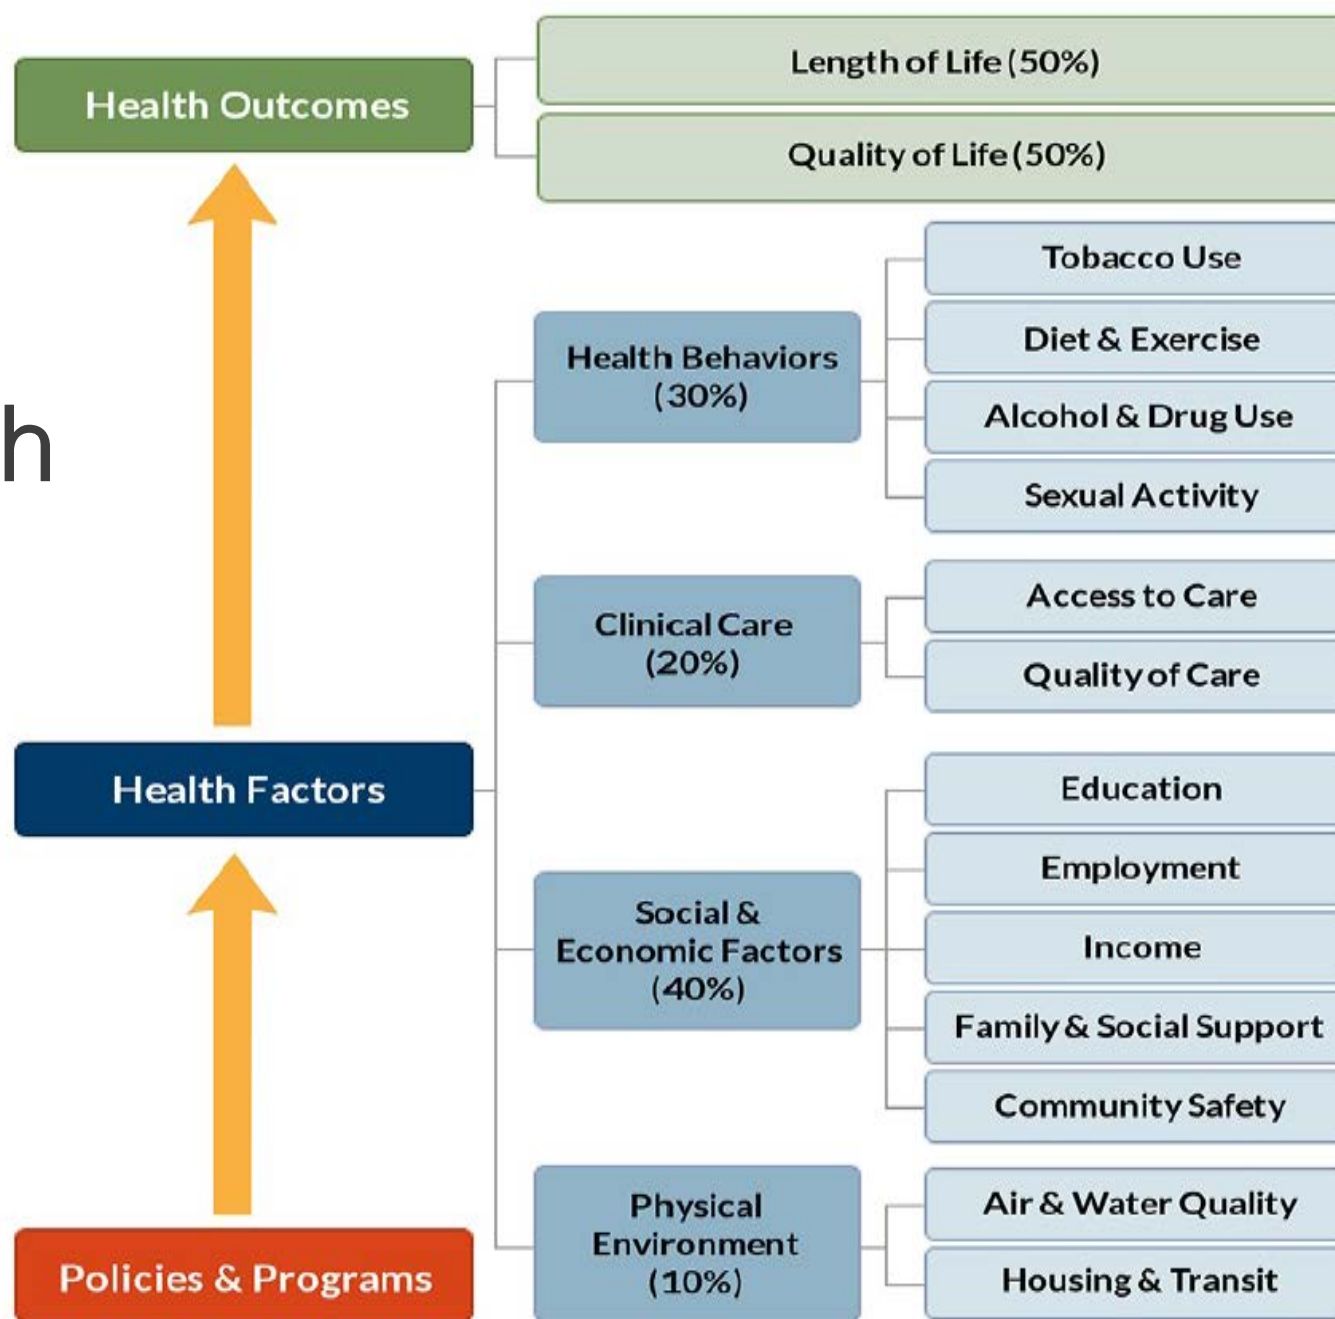 Health Outcomes
Length of Life (50%)
Quality of Life (50%)
h
Health Factors
Health Behaviors
(30%)
Tobacco Use
Diet & Exercise
Alcohol & Drug Use
Sexual Activity
Clinical Care
(20%)
Access to Care
Quality of Care
Social &
Economic Factors
(40%)
Education
Employment
Income
Family & Social Support
Community Safety
Physical
Environment
(10%)
Air & Water Quality
Housing & Transit
Policies & Programs